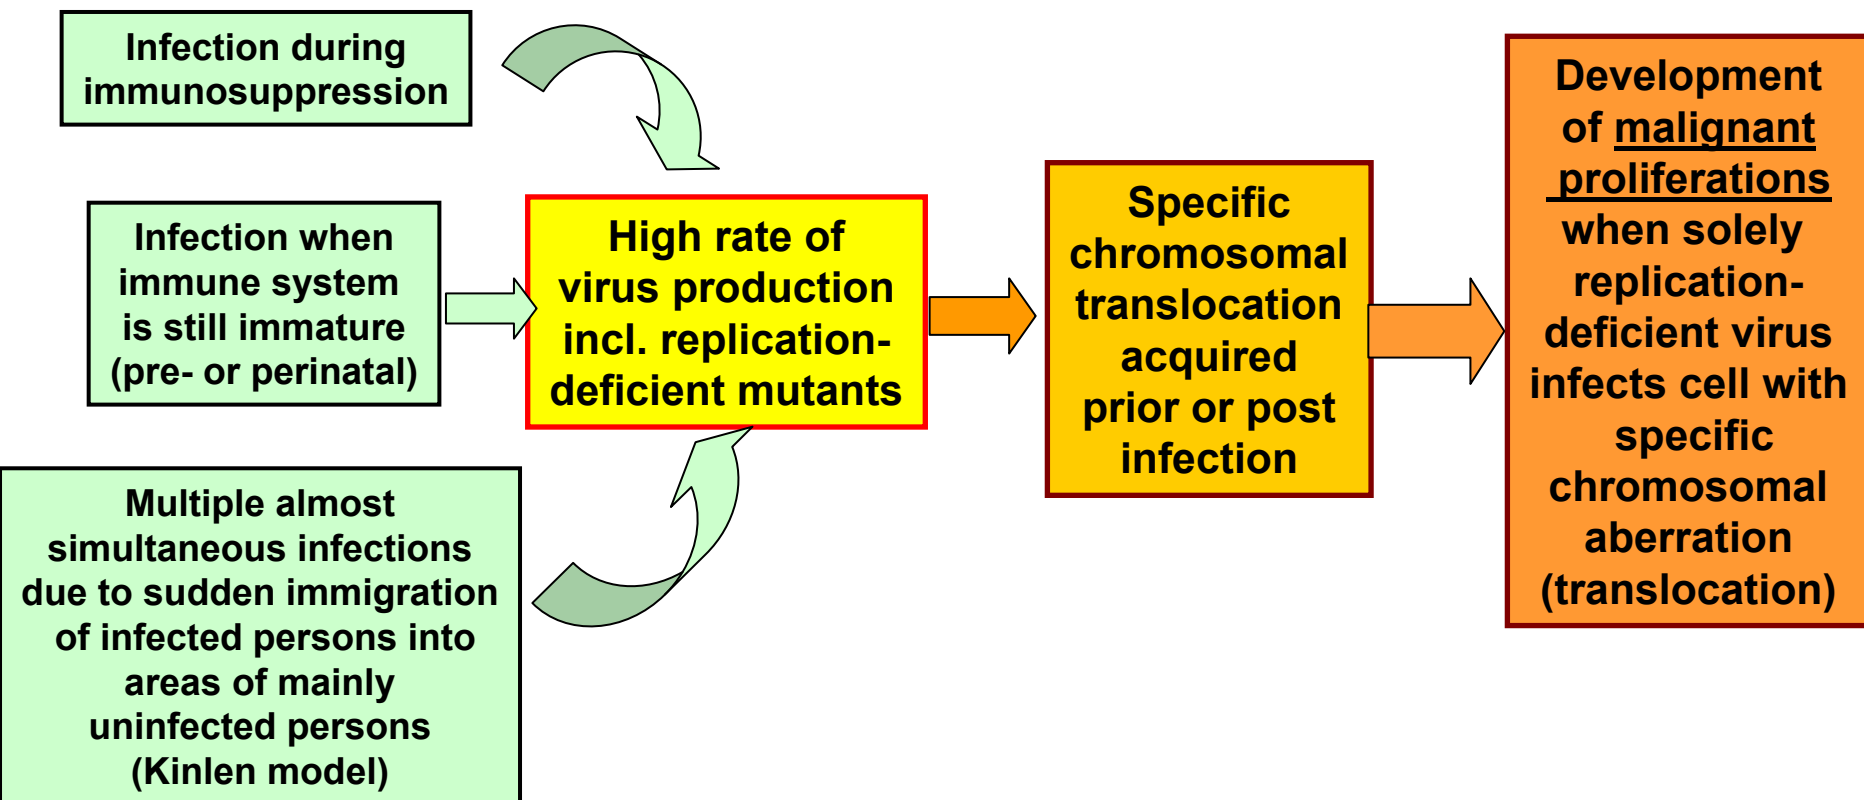 Infection during
immunosuppression
Infection when
immune system
is still immature
(pre- or perinatal)
Multiple almost
simultaneous infections
due to sudden immigration
of infected persons into
areas of mainly
uninfected persons
(Kinlen model)
High rate of
virus production
incl. replication-
deficient mutants
Specific
chromosomal
translocation
acquired
prior or post
infection
Development
of malignant
proliferations
when solely
replication-
deficient virus
infects cell with
specific
chromosomal
aberration
(translocation)